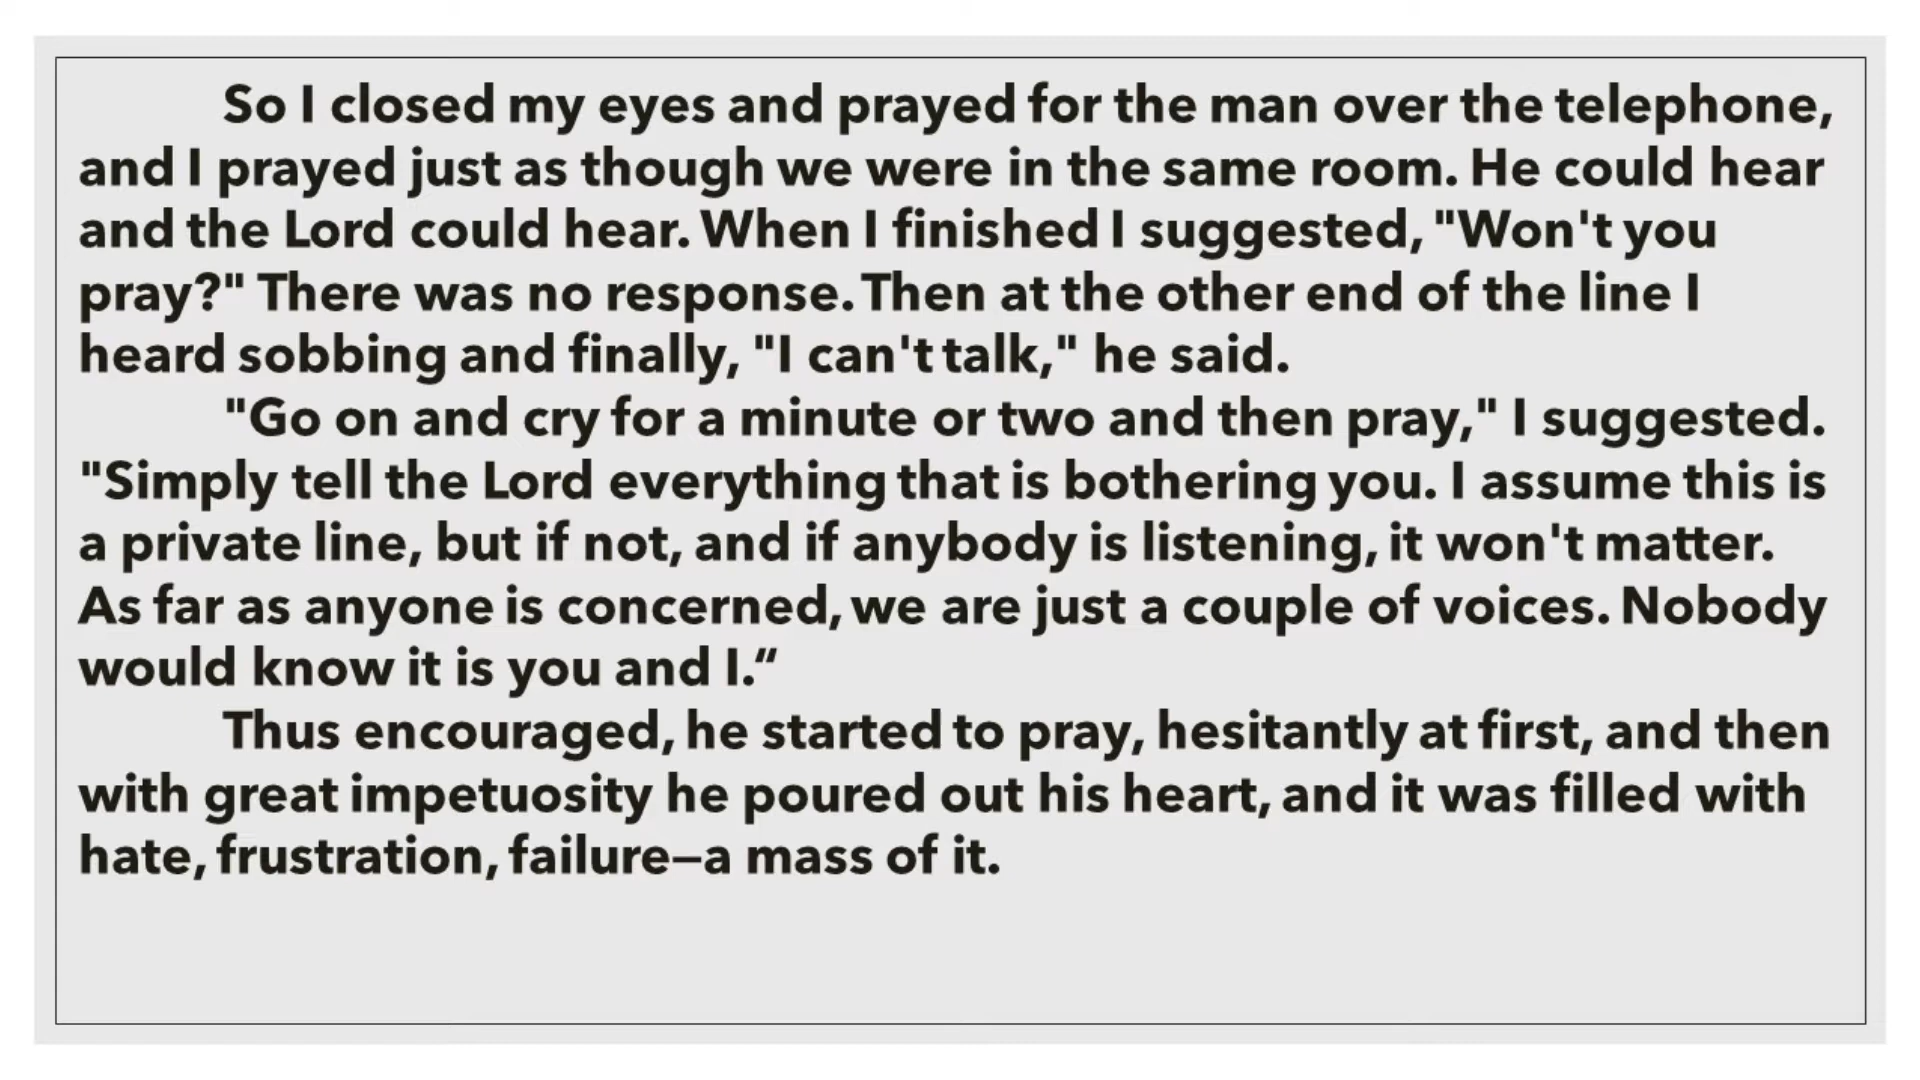 So I closed my eyes and prayed for the man over the telephone,
and I prayed just as though we were in the same room. He could hear
and the Lord could hear. When I finished I suggested, "Won't you
pray?" There was no response. Then at the other end of the line I
heard sobbing and finally, "I can't talk," he said.
"Go on and cry for a minute or two and then pray," I suggested.
"Simply tell the Lord everything that is bothering you. I assume this is
a private line, but if not, and if anybody is listening, it won't matter.
As far as anyone is concerned, we are just a couple of voices. Nobody
would know it is you and I.“
Thus encouraged, he started to pray, hesitantly at first, and then
with great impetuosity he poured out his heart, and it was filled with
hate, frustration, failure—a mass of it.